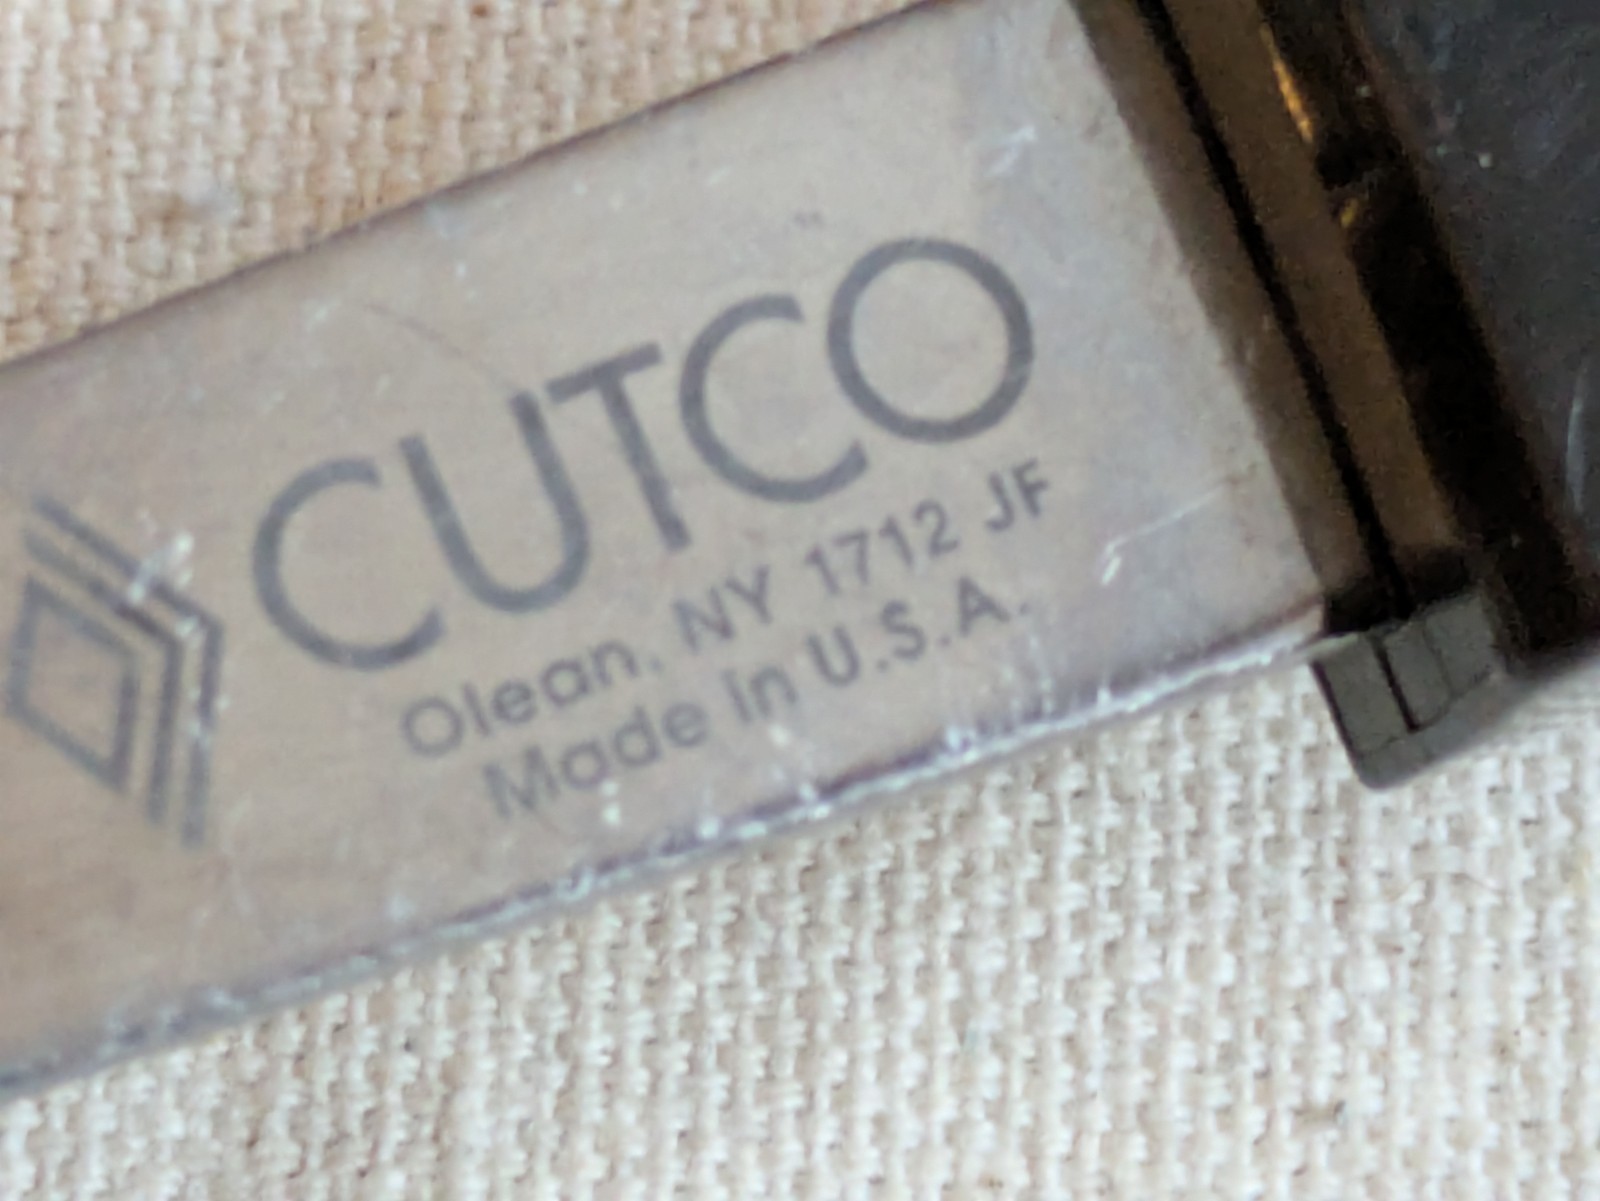 CUTCO
Olean, NY 1712 JF
Made in U.S.A.